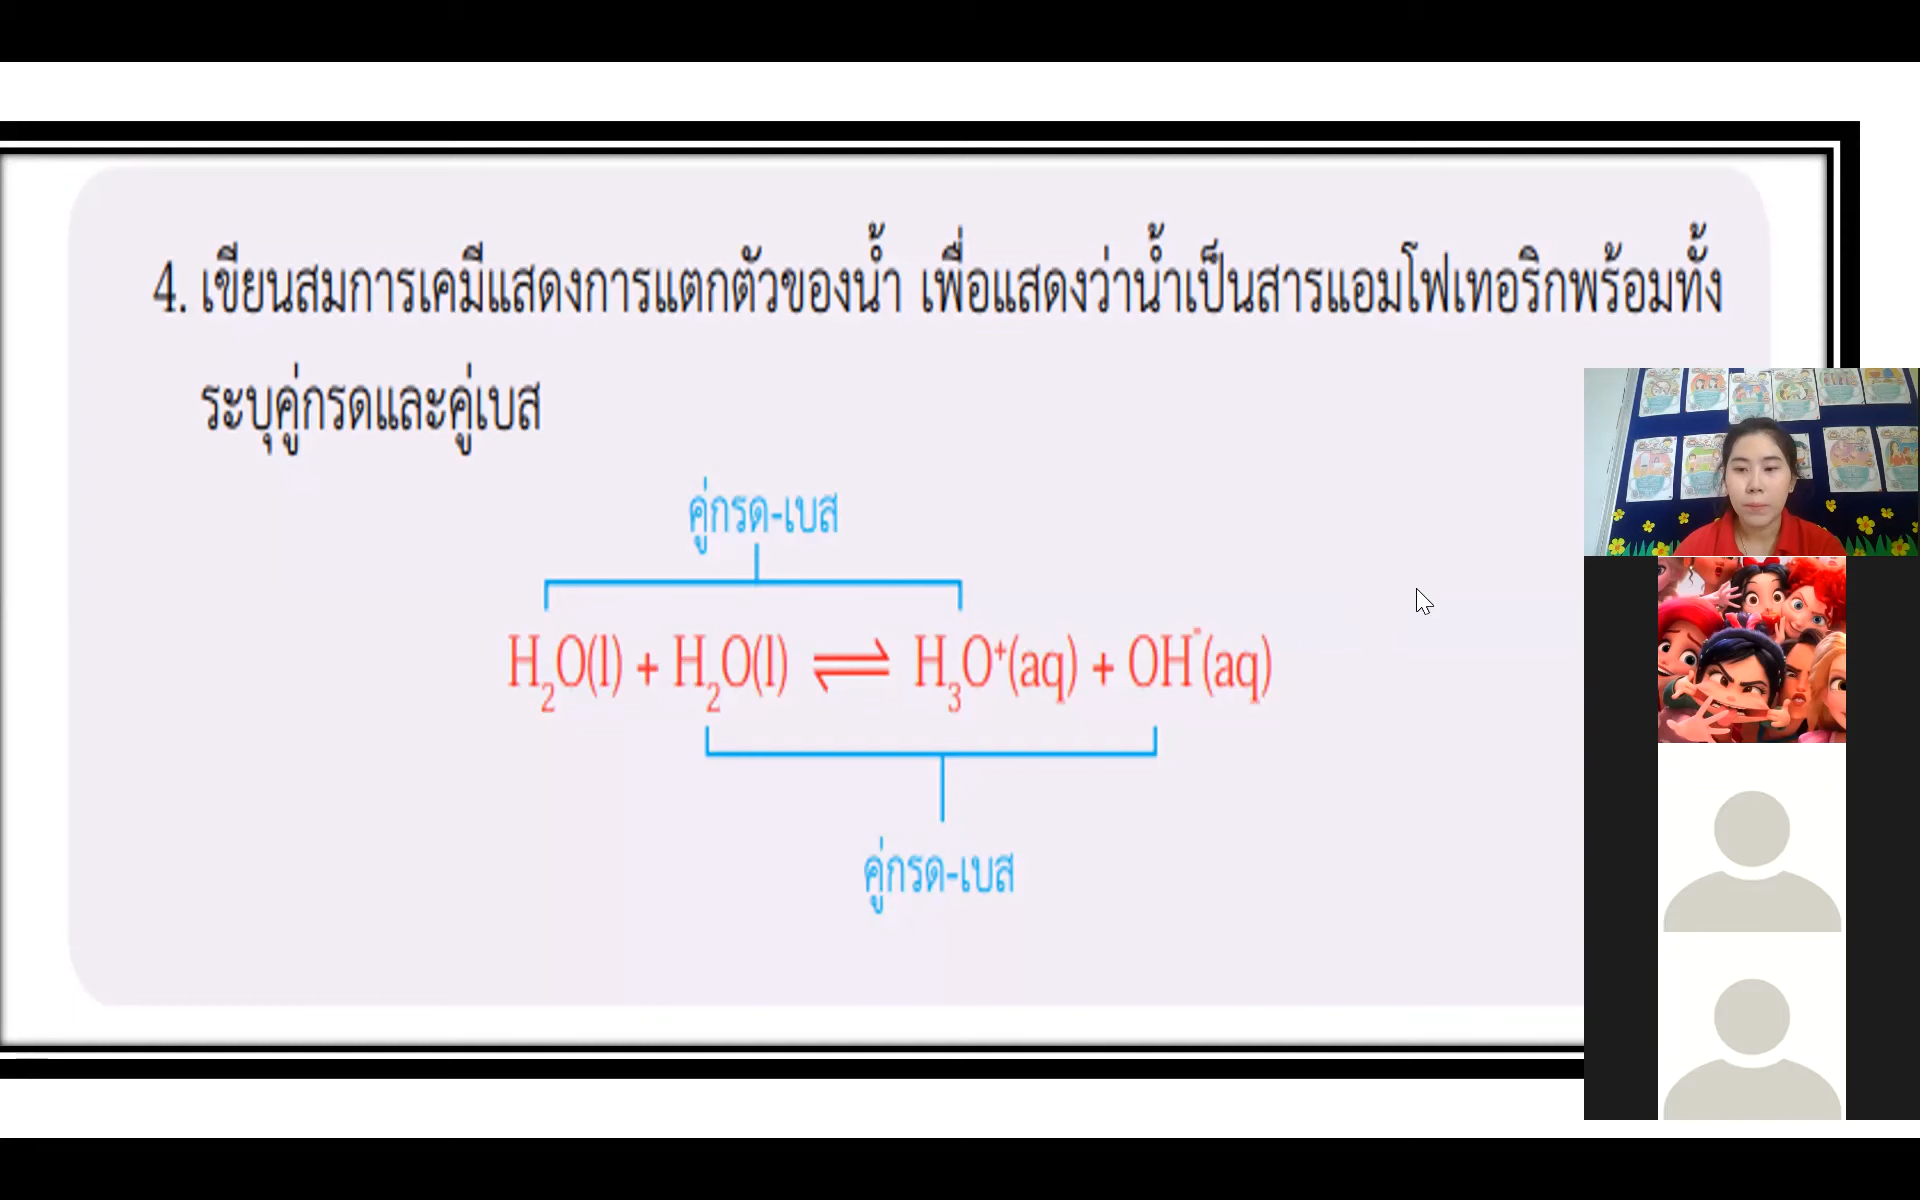 4. เขียนสมการเคมีแสดงการแตกตัวของน้ำ เพื่อแสดงว่าน้ำเป็นสารแอมโฟเทอริกพร้อมทั้ง
ระบุคู่กรดและคู่เบส
คู่กรด-เบส
H₂O(l) + H₂O(l) ⇌ H₃O⁺(aq) + OH⁻(aq)
คู่กรด-เบส